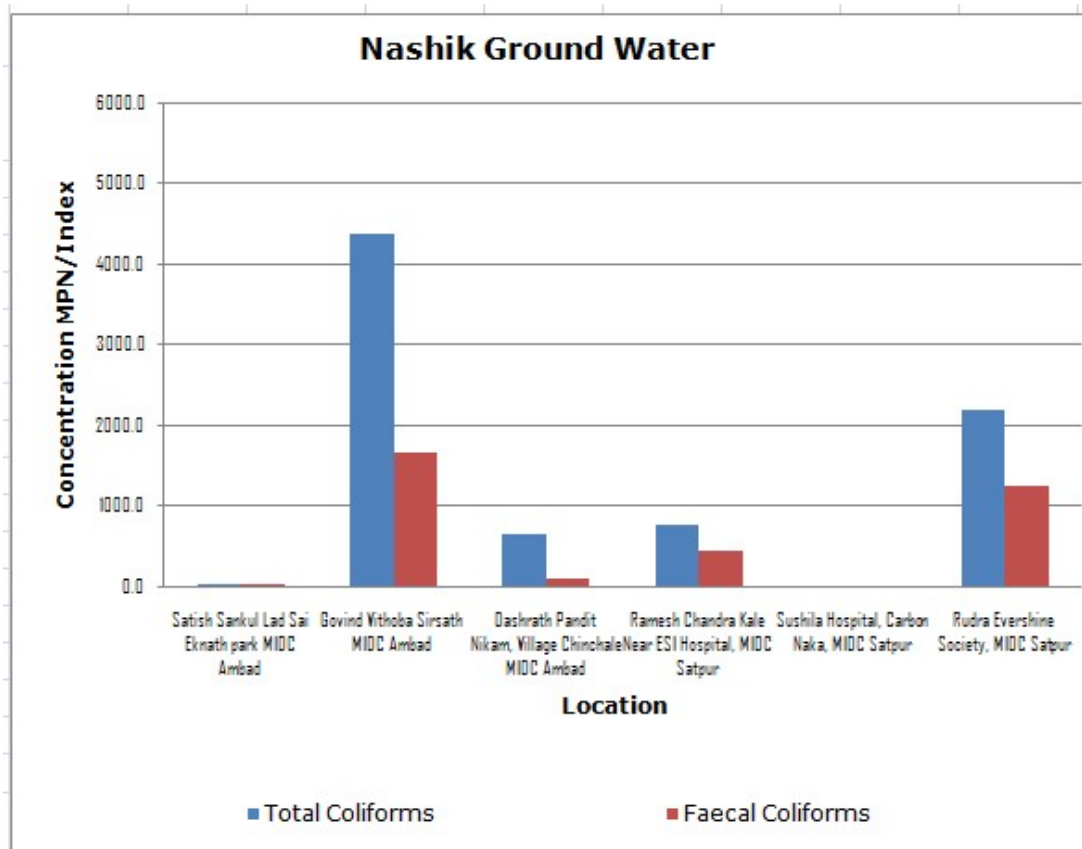 Nashik Ground Water
Concentration MPN/Index
6000.0
5000.0
4000.0
3000.0
2000.0
1000.0
0.0
Satish Sankul Lad Sai
Eknath park MIDC
Ambad
Govind Vithoba Sirsath
MIDC Ambad
Dashrath Pandit
Nikam, Village Chinchale
MIDC Ambad
Ramesh Chandra Kale
Near ESI Hospital, MIDC
Satpur
Sushila Hospital, Carbon
Naka, MIDC Satpur
Rudra Evershine
Society, MIDC Satpur
Location
Total Coliforms
Faecal Coliforms